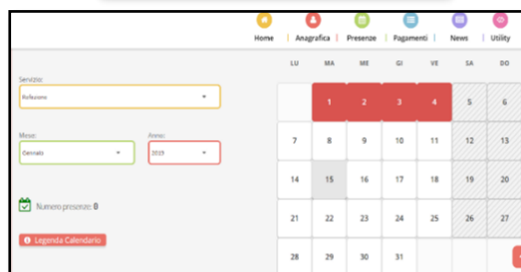 Home | Anagrafica | Presenze | Pagamenti | News | Utility
LU MA ME GI VE SA DO
Servizio:
Refezione
1 2 3 4 5 6
Mese: Anno:
Gennaio 2019
7 8 9 10 11 12 13
14 15 16 17 18 19 20
Numero presenze: 0
21 22 23 24 25 26 27
Legenda Calendario
28 29 30 31